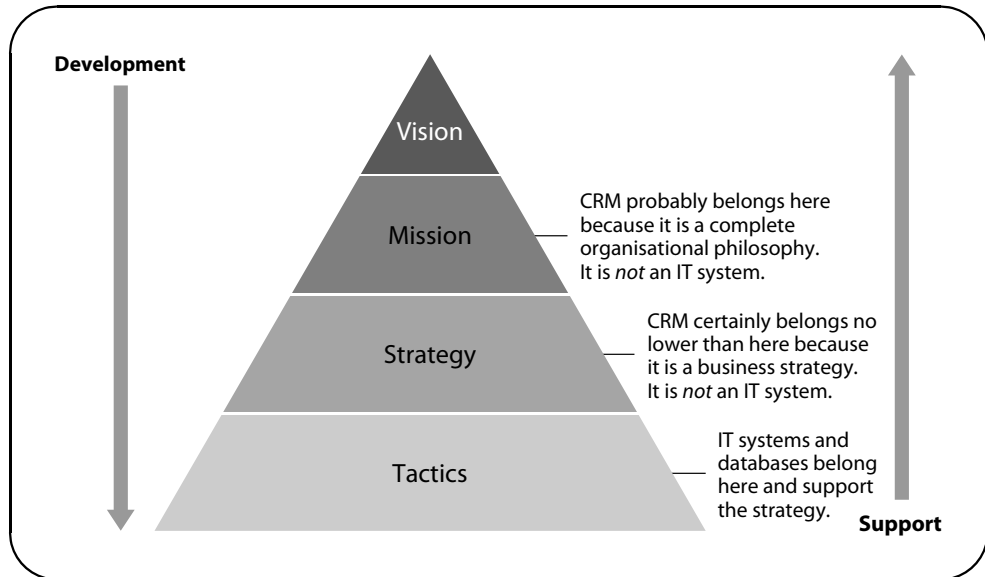 Development
Vision
Mission
CRM probably belongs here
because it is a complete
organisational philosophy.
It is not an IT system.
Strategy
CRM certainly belongs no
lower than here because
it is a business strategy.
It is not an IT system.
Tactics
IT systems and
databases belong
here and support
the strategy.
Support